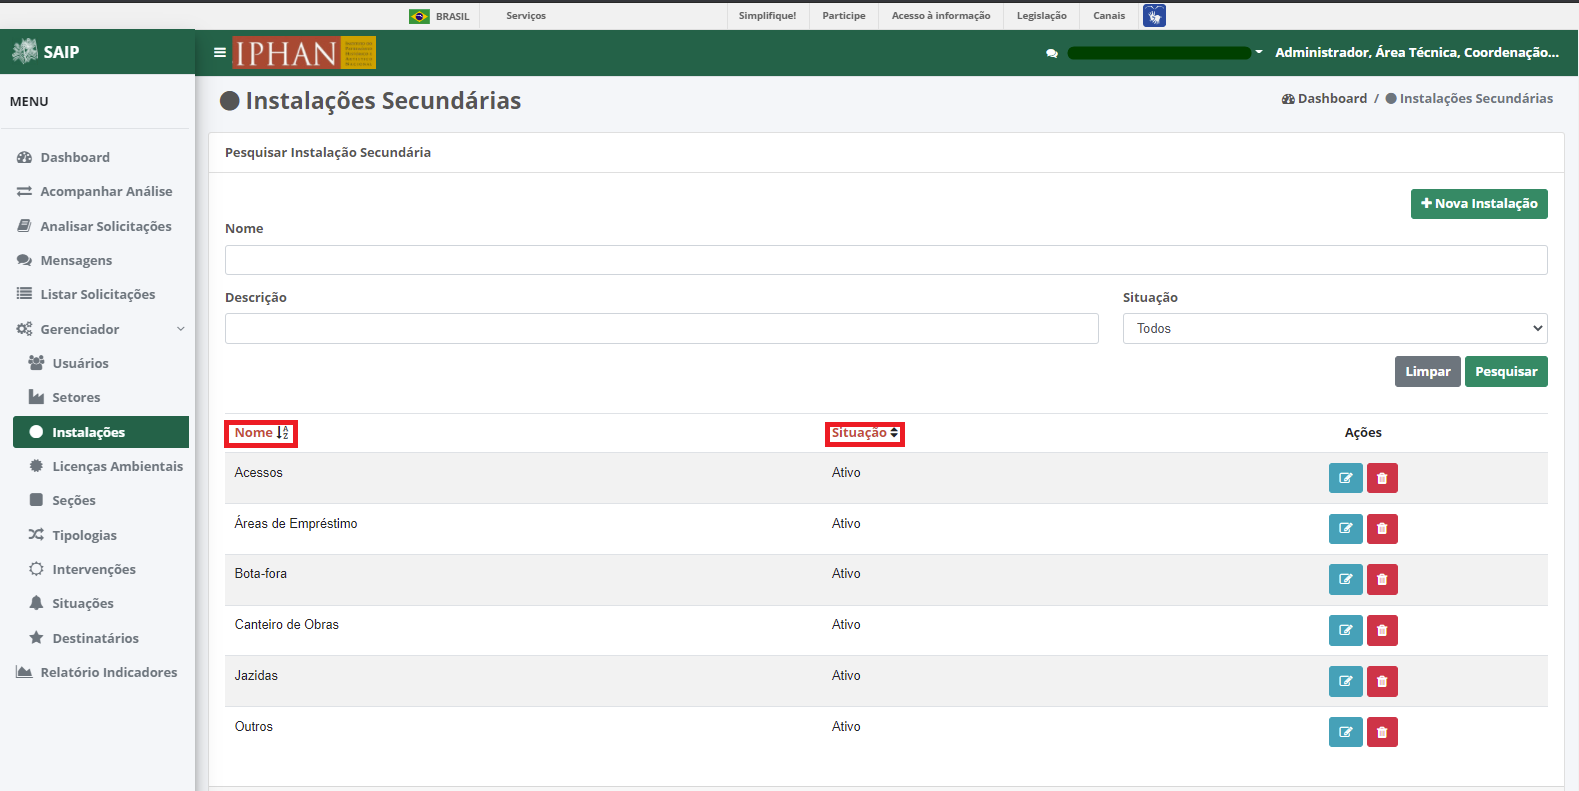 BRASIL Serviços Simplifique! Participe Acesso à informação Legislação Canais
SAIP
IPHAN
Administrador, Área Técnica, Coordenação...
MENU
Dashboard
Acompanhar Análise
Analisar Solicitações
Mensagens
Listar Solicitações
Gerenciador
Usuários
Setores
Instalações
Licenças Ambientais
Seções
Tipologias
Intervenções
Situações
Destinatários
Relatório Indicadores
Instalações Secundárias
Dashboard / Instalações Secundárias
Pesquisar Instalação Secundária
Nova Instalação
Nome
Descrição
Situação
Todos
Limpar Pesquisar
Nome Situação Ações
Acessos Ativo
Áreas de Empréstimo Ativo
Bota-fora Ativo
Canteiro de Obras Ativo
Jazidas Ativo
Outros Ativo